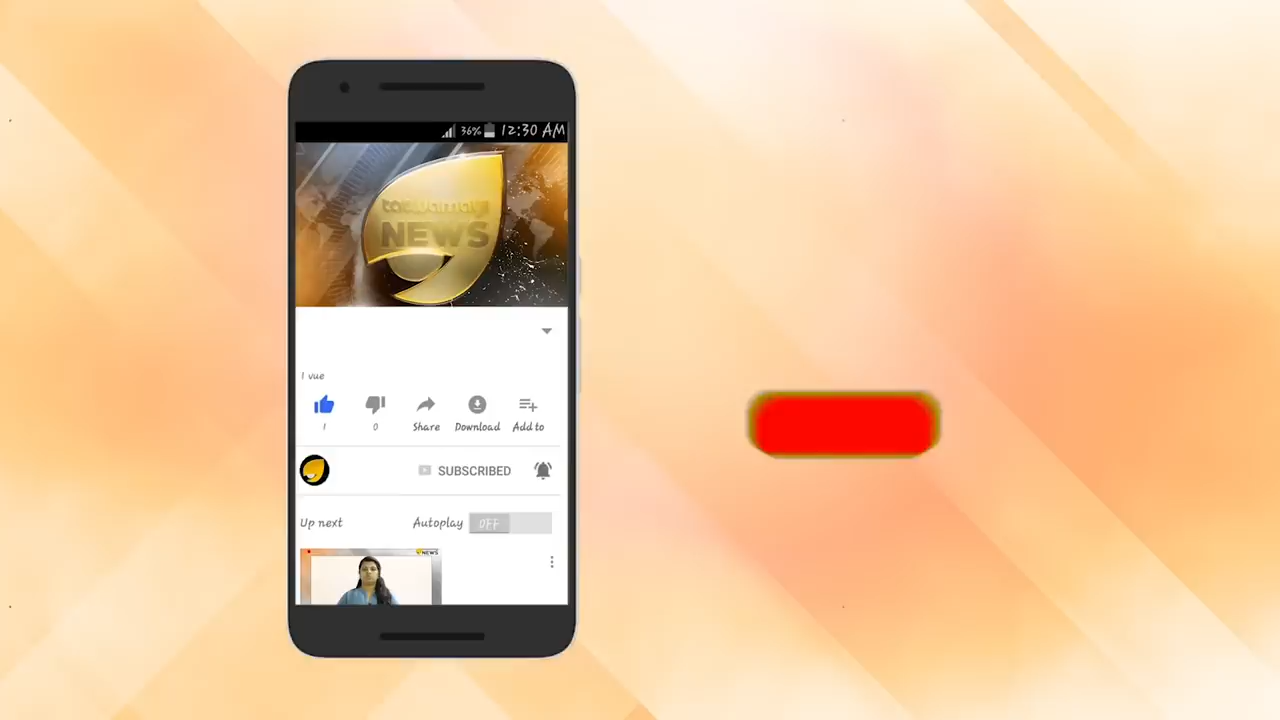 36% 12:30 AM
tatwamayi
NEWS
1 vue
1 0 Share Download Add to
SUBSCRIBED
Up next Autoplay OFF
NEWS